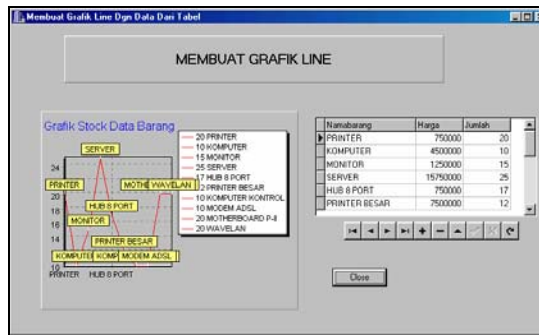 Membuat Grafik Line Dgn Data Dari Tabel
MEMBUAT GRAFIK LINE
Grafik Stock Data Barang
20 PRINTER
10 KOMPUTER
15 MONITOR
25 SERVER
17 HUB 8 PORT
12 PRINTER BESAR
10 KOMPUTER KONTROL
10 MODEM ADSL
20 MOTHERBOARD P-II
20 WAVELAN
SERVER
24
PRINTER
MOTHE
WAVELAN
20
18
HUB 8 PORT
16
MONITOR
14
PRINTER BESAR
12
KOMPUTE
KOMP
MODEM ADSL
10
PRINTER HUB 8 PORT
Namabarang Harga Jumlah
PRINTER 750000 20
KOMPUTER 4500000 10
MONITOR 1250000 15
SERVER 15750000 25
HUB 8 PORT 750000 17
PRINTER BESAR 7500000 12
Close